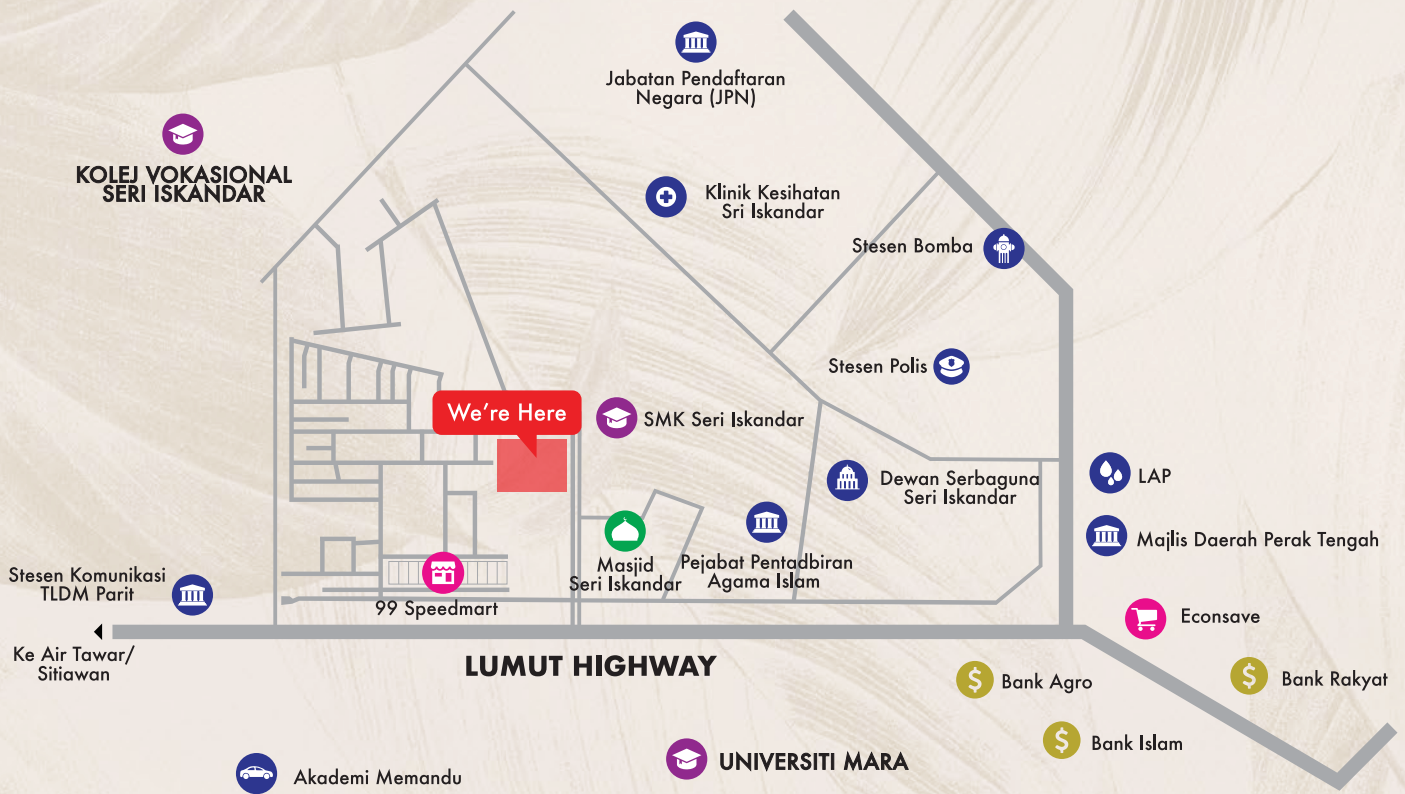 Jabatan Pendaftaran
Negara (JPN)
KOLEJ VOKASIONAL
SERI ISKANDAR
Klinik Kesihatan
Sri Iskandar
Stesen Bomba
Stesen Polis
We're Here
SMK Seri Iskandar
Dewan Serbaguna
Seri Iskandar
LAP
Majlis Daerah Perak Tengah
Masjid
Seri Iskandar
Pejabat Pentadbiran
Agama Islam
Stesen Komunikasi
TLDM Parit
99 Speedmart
Econsave
Ke Air Tawar/
Sitiawan
LUMUT HIGHWAY
$
Bank Agro
$
Bank Rakyat
$
Bank Islam
UNIVERSITI MARA
Akademi Memandu